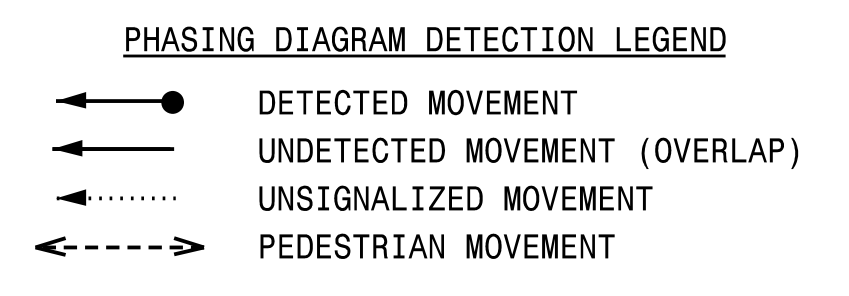 PHASING DIAGRAM DETECTION LEGEND
DETECTED MOVEMENT
UNDETECTED MOVEMENT (OVERLAP)
UNSIGNALIZED MOVEMENT
PEDESTRIAN MOVEMENT